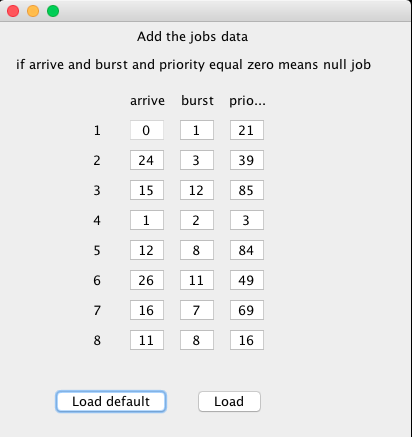 Add the jobs data
if arrive and burst and priority equal zero means null job
arrive burst prio...
1 0 1 21
2 24 3 39
3 15 12 85
4 1 2 3
5 12 8 84
6 26 11 49
7 16 7 69
8 11 8 16
Load default Load